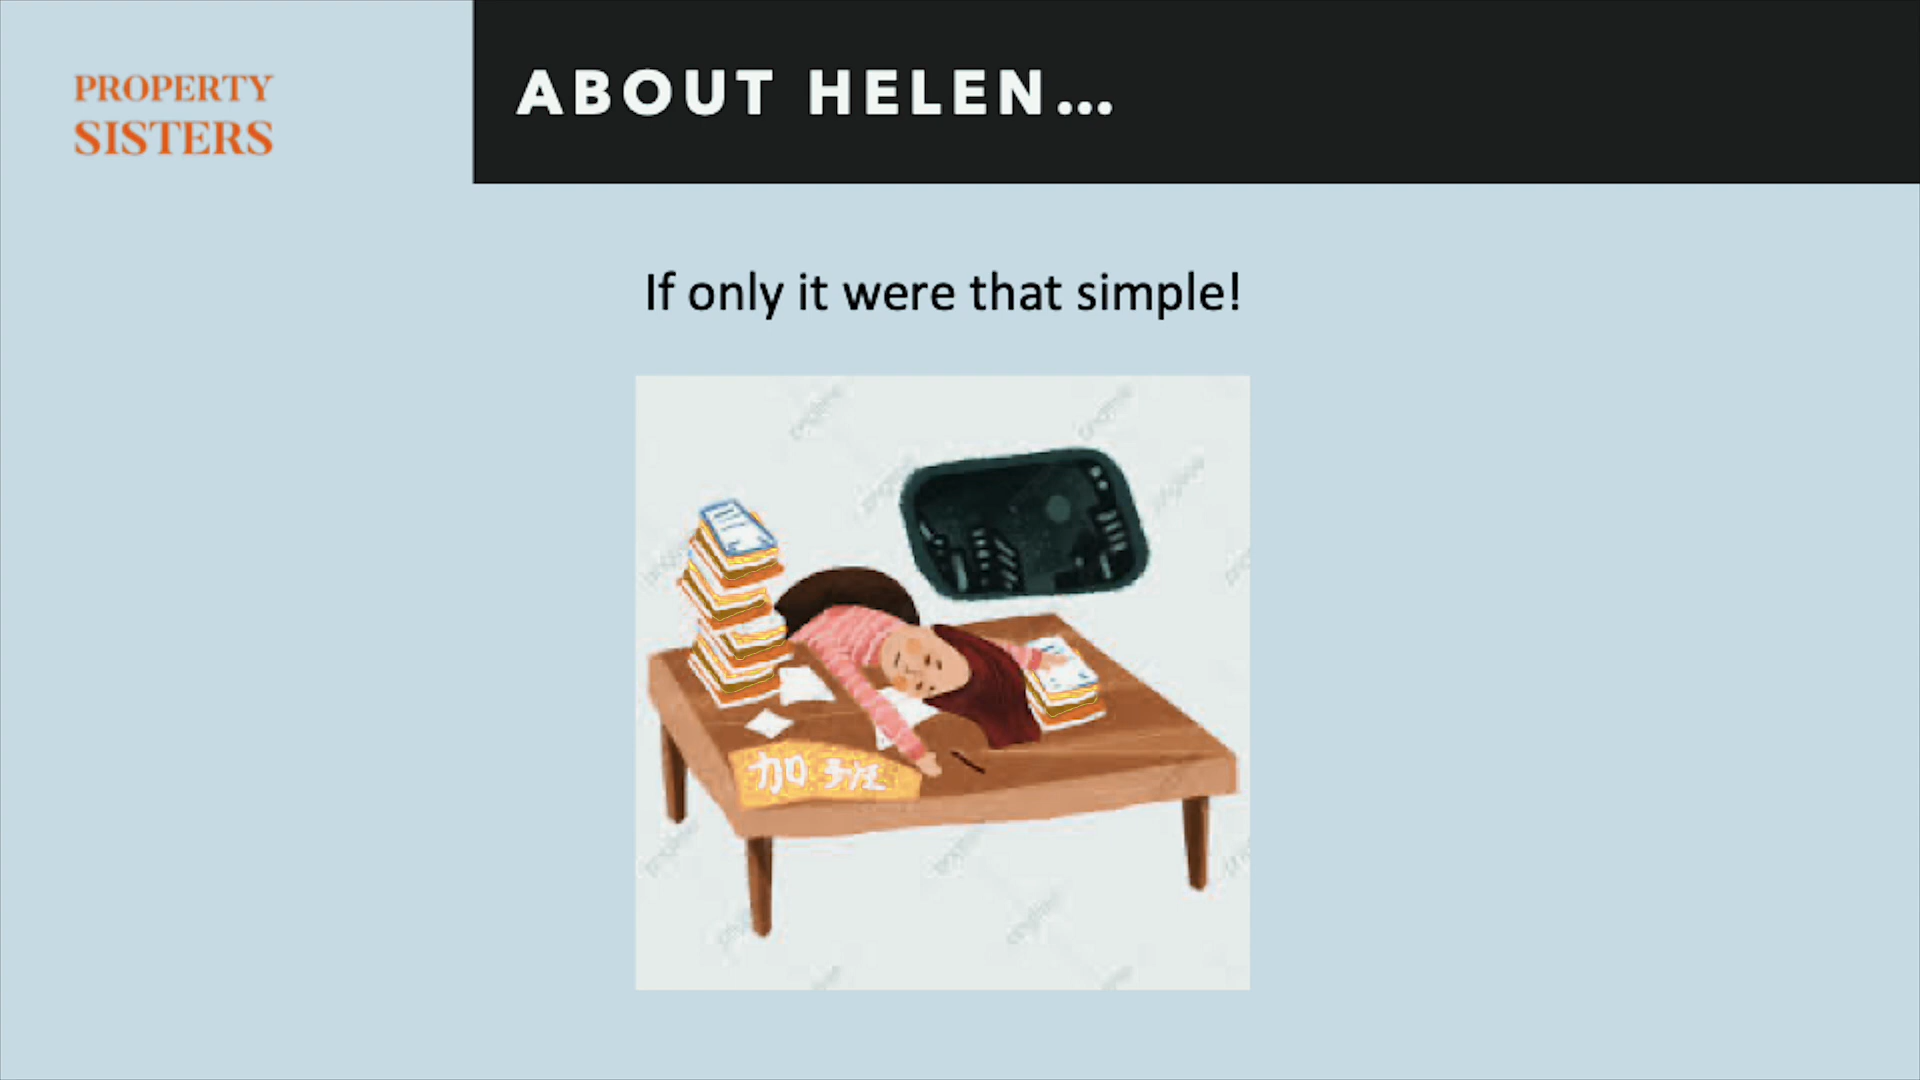 PROPERTY
SISTERS
ABOUT HELEN...
If only it were that simple!
加班